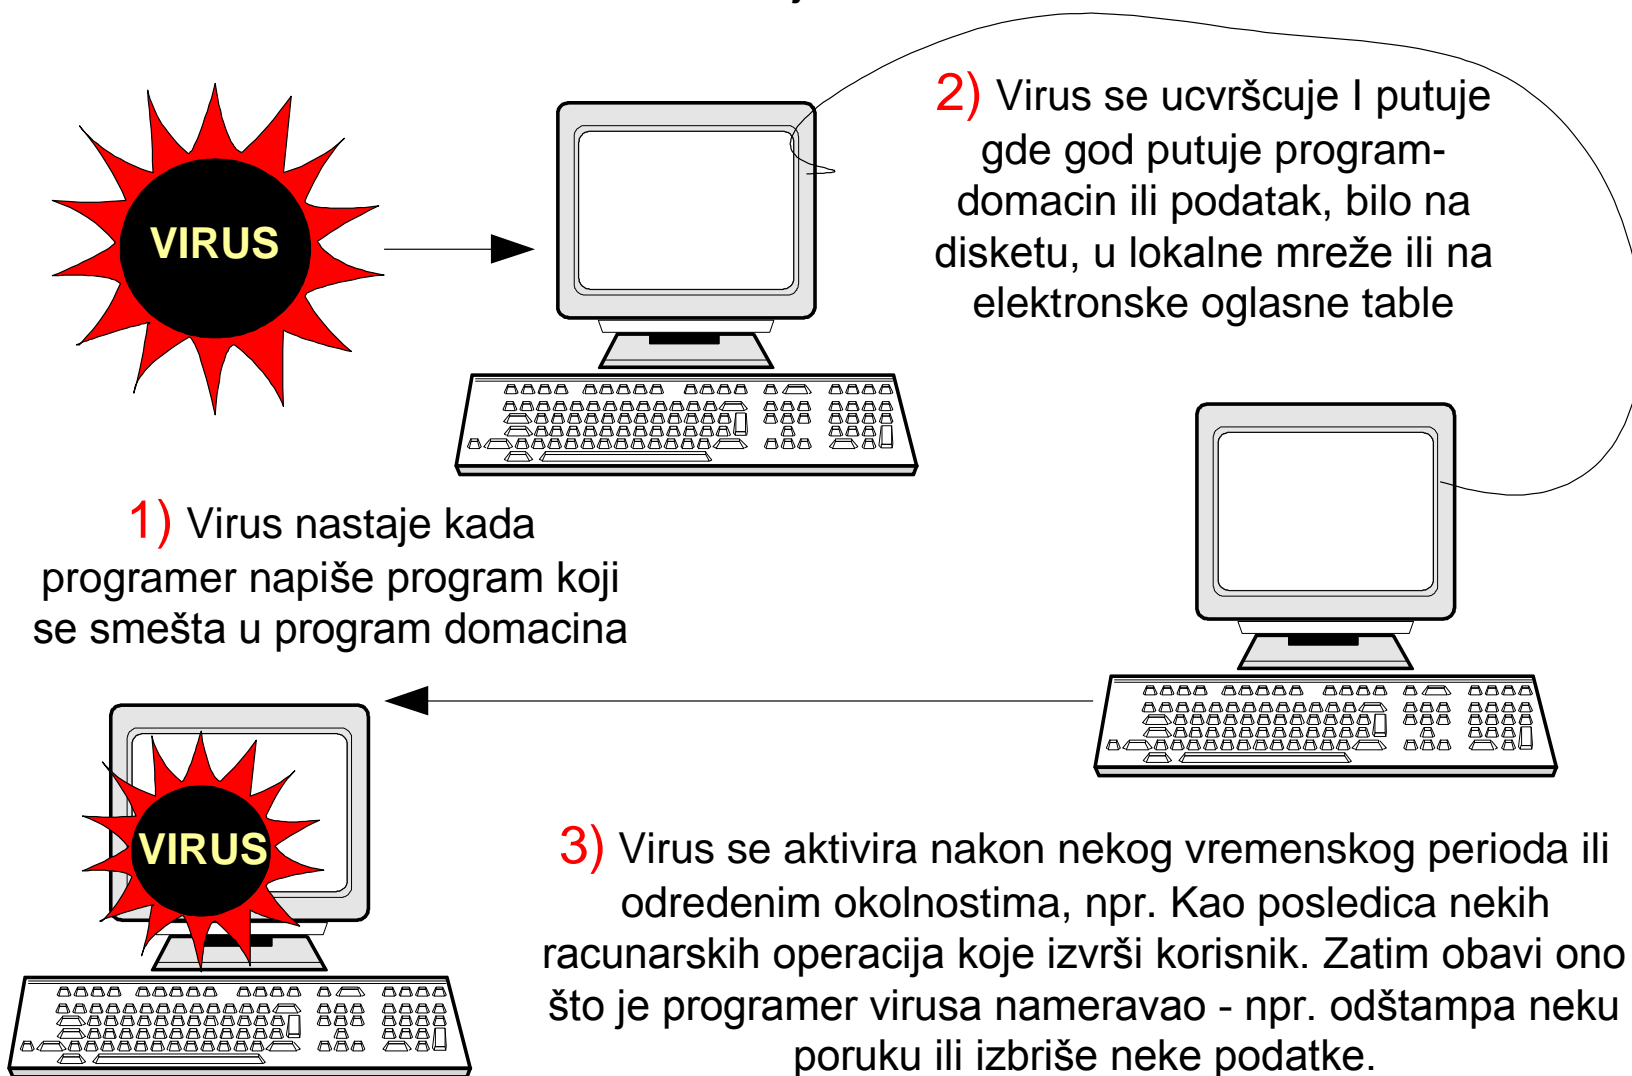 VIRUS
2) Virus se ucvršcuje I putuje
gde god putuje program-
domacin ili podatak, bilo na
disketu, u lokalne mreže ili na
elektronske oglasne table
1) Virus nastaje kada
programer napiše program koji
se smešta u program domacina
VIRUS
3) Virus se aktivira nakon nekog vremenskog perioda ili
odredenim okolnostima, npr. Kao posledica nekih
racunarskih operacija koje izvrši korisnik. Zatim obavi ono
što je programer virusa nameravao - npr. odštampa neku
poruku ili izbriše neke podatke.